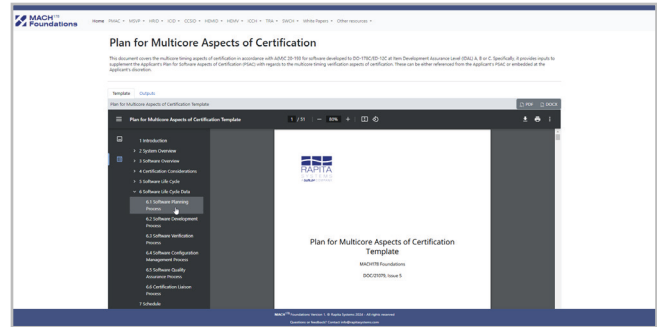 MACH178 Foundations
Home PMAC MSVP HRID ICID CCSD HEMID HEMV ICCH TRA SWCH White Papers Other resources
Plan for Multicore Aspects of Certification
This document covers the multicore timing aspects of certification in accordance with A(M)C 20-193 for software developed to DO-178C/ED-12C at Item Development Assurance Level (IDAL) A, B or C. Specifically, it provides inputs to
supplement the Applicant's Plan for Software Aspects of Certification (PSAC) with regards to the multicore timing verification aspects of certification. These can be either referenced from the Applicant's PSAC or embedded at the
Applicant's discretion.
Template Outputs
Plan for Multicore Aspects of Certification Template PDF DOCX
Plan for Multicore Aspects of Certification Template 1 / 31 80%
1 Introduction
2 System Overview
3 Software Overview
4 Certification Considerations
5 Software Life Cycle
6 Software Life Cycle Data
6.1 Software Planning
Process
6.2 Software Development
Process
6.3 Software Verification
Process
6.4 Software Configuration
Management Process
6.5 Software Quality
Assurance Process
6.6 Certification Liaison
Process
7 Schedule
RAPITA
SYSTEMS
Plan for Multicore Aspects of Certification
Template
MACH178 Foundations
DOC/21079, Issue 5
MACH178 Foundations Version 1, © Rapita Systems 2024 - All rights reserved
Questions or feedback? Contact info@rapitasystems.com